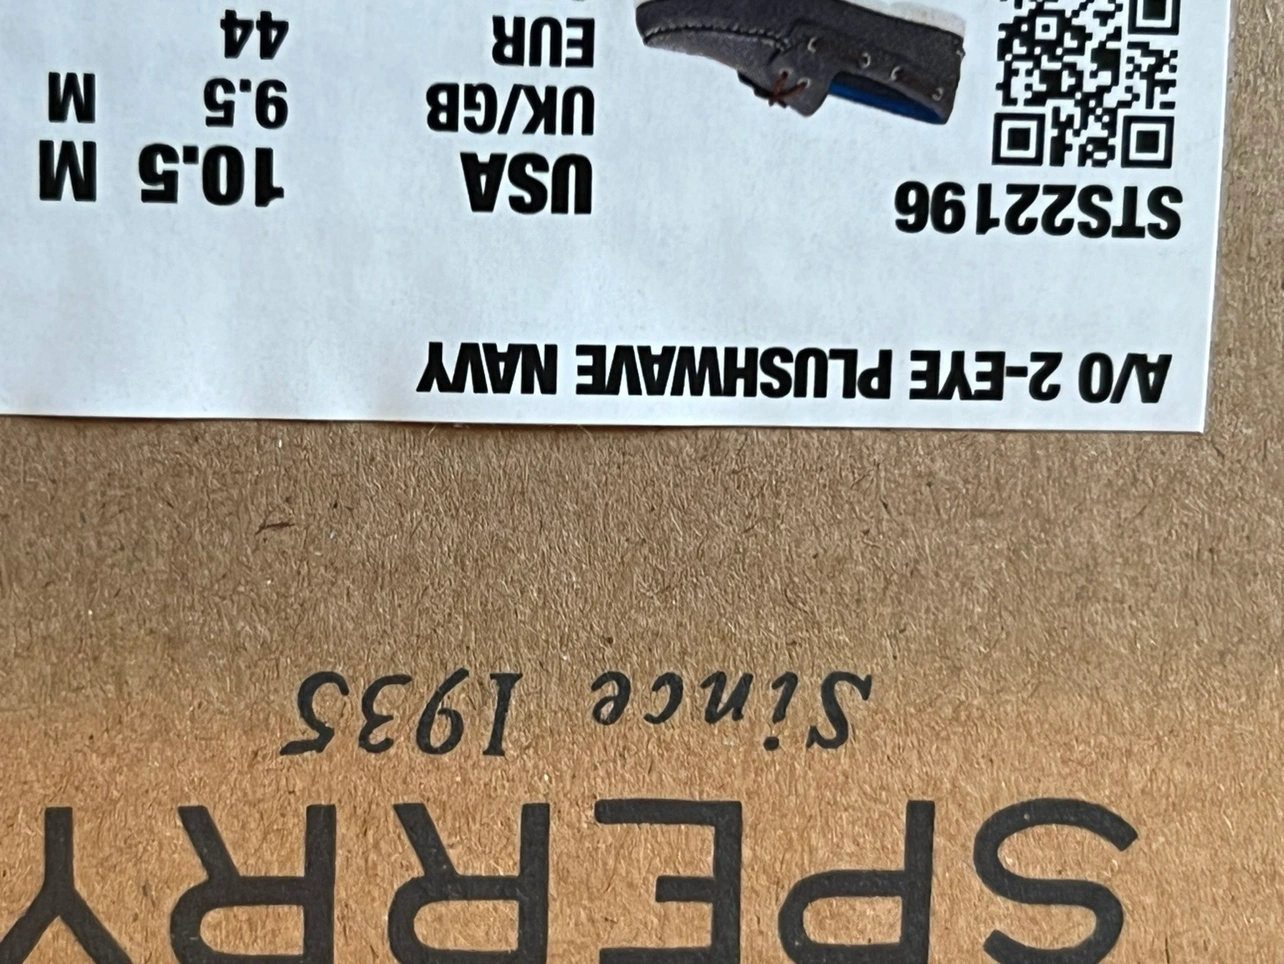 SPERRY
Since 1935
A/O 2-EYE PLUSHWAVE NAVY
STS22196
USA 10.5 M
UK/GB 9.5 M
EUR 44